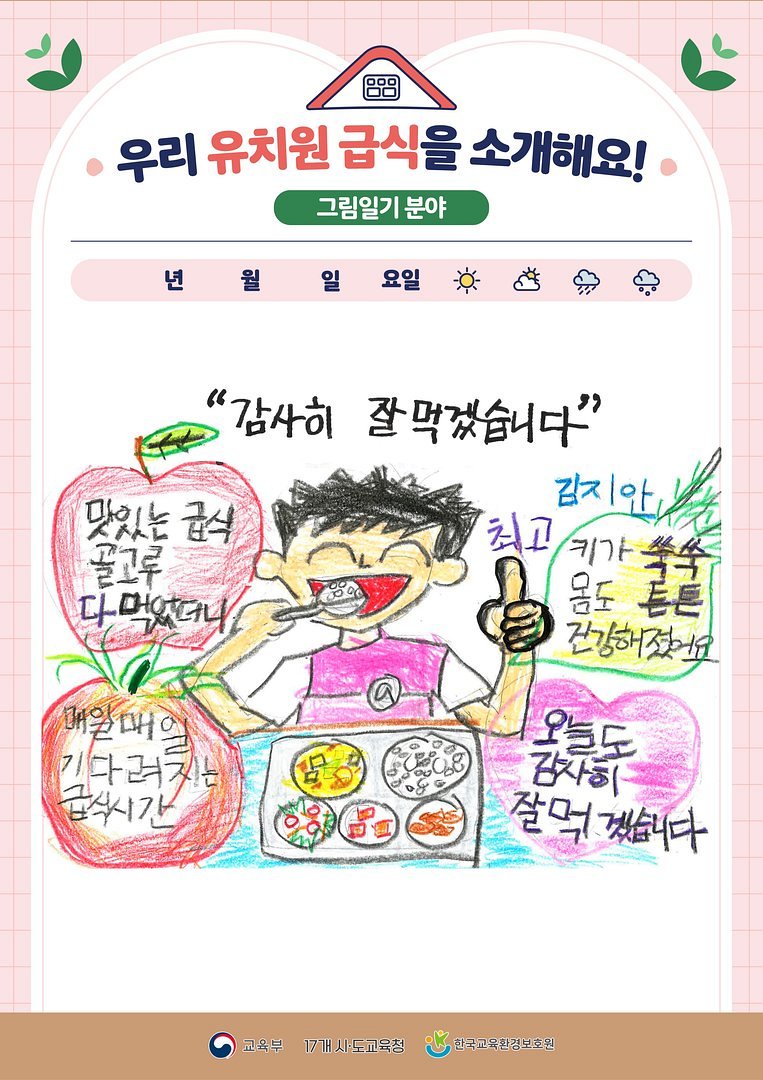 우리 유치원 급식을 소개해요!
그림일기 분야
년 월 일 요일
“감사히 잘 먹겠습니다”
맛있는 급식
골고루
다 먹었더니
최고
감지안
키가 쑥쑥
몸도 튼튼
건강해졌어요
매일매일
기다려지는
급식시간
오늘도
감사히
잘 먹겠습니다
교육부 17개 시·도교육청 한국교육환경보호원